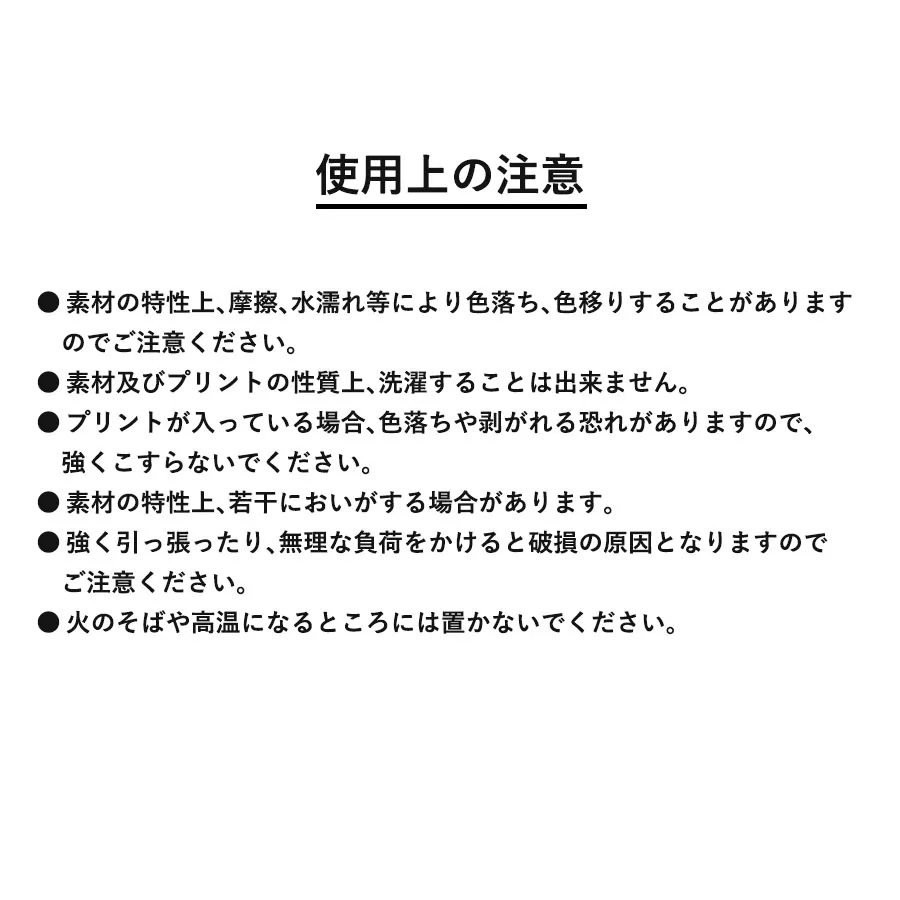 使用上の注意
● 素材の特性上、摩擦、水濡れ等により色落ち、色移りすることがあります
のでご注意ください。
● 素材及びプリントの性質上、洗濯することは出来ません。
● プリントが入っている場合、色落ちや剥がれる恐れがありますので、
強くこすらないでください。
● 素材の特性上、若干においがする場合があります。
● 強く引っ張ったり、無理な負荷をかけると破損の原因となりますので
ご注意ください。
● 火のそばや高温になるところには置かないでください。